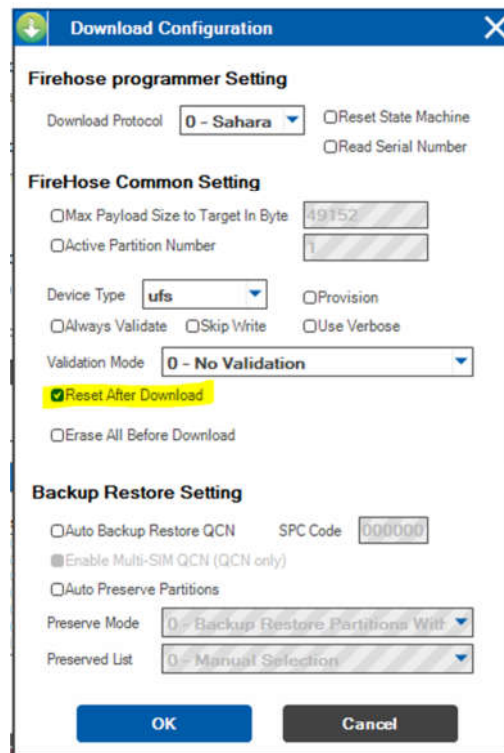 Download Configuration
Firehose programmer Setting
Download Protocol 0 - Sahara Reset State Machine
Read Serial Number
FireHose Common Setting
Max Payload Size to Target In Byte 49152
Active Partition Number 1
Device Type ufs Provision
Always Validate Skip Write Use Verbose
Validation Mode 0 - No Validation
Reset After Download
Erase All Before Download
Backup Restore Setting
Auto Backup Restore QCN SPC Code 000000
Enable Multi-SIM QCN (QCN only)
Auto Preserve Partitions
Preserve Mode 0 - Backup Restore Partitions With
Preserved List 0 - Manual Selection
OK Cancel